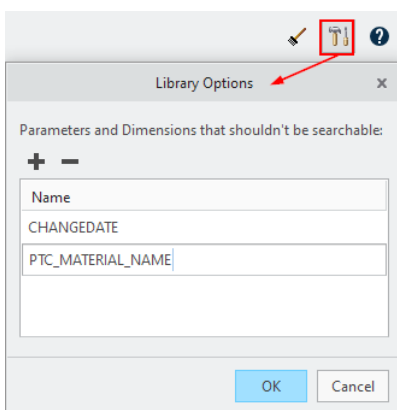 Library Options
Parameters and Dimensions that shouldn't be searchable:
Name
CHANGEDATE
PTC_MATERIAL_NAME
OK Cancel